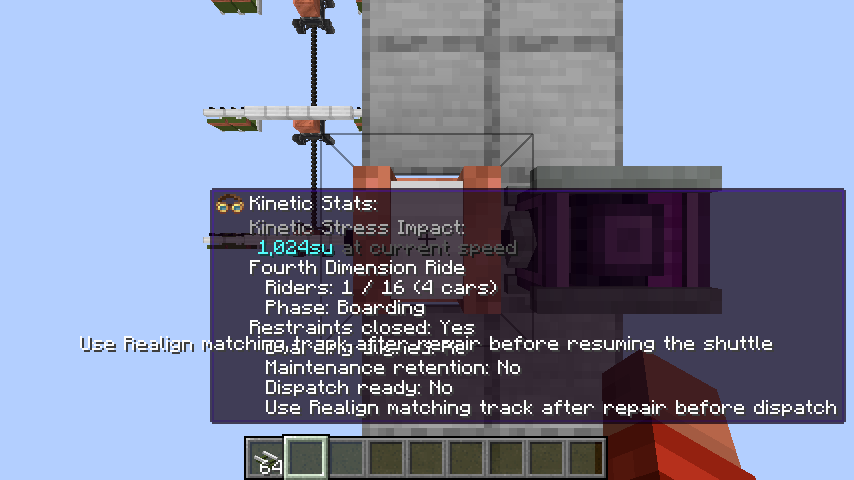 Kinetic Stats:
Kinetic Stress Impact:
1,024su at current speed
Fourth Dimension Ride
Riders: 1 / 16 (4 cars)
Phase: Boarding
Restraints closed: Yes
Use Realign matching track after repair before resuming the shuttle
Maintenance retention: No
Dispatch ready: No
Use Realign matching track after repair before dispatch
64